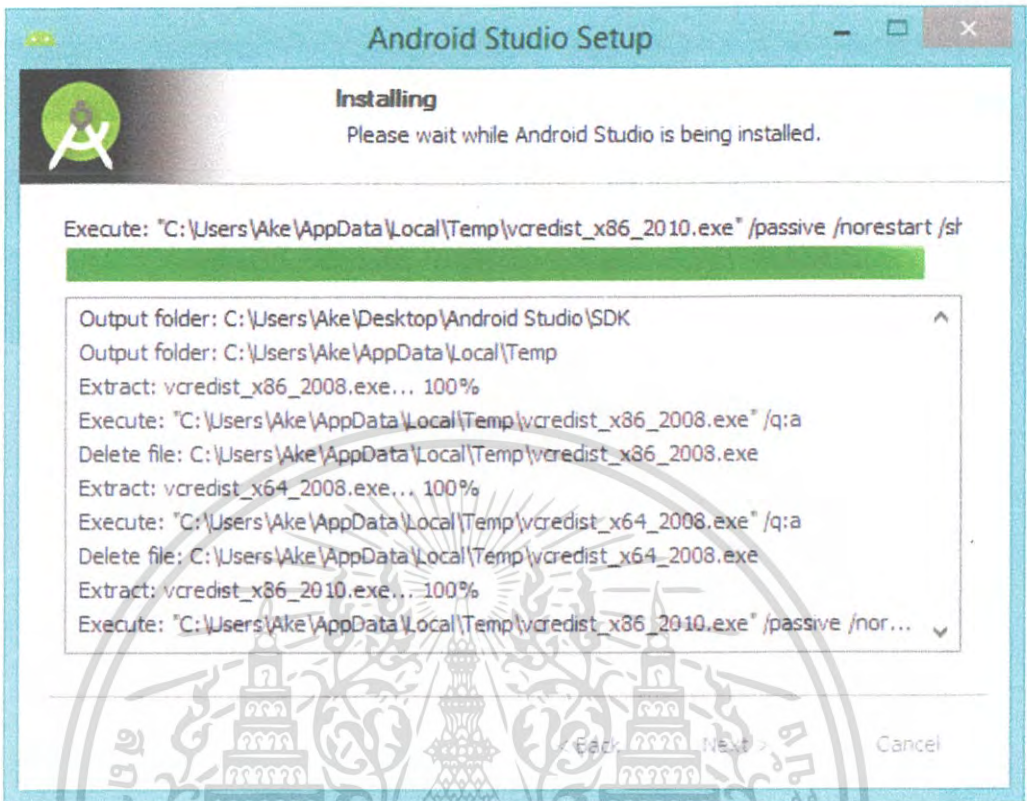 Android Studio Setup
Installing
Please wait while Android Studio is being installed.
Execute: "C:\Users\Ake\AppData\Local\Temp\vcredist_x86_2010.exe" /passive /norestart /sh
Output folder: C:\Users\Ake\Desktop\Android Studio\SDK
Output folder: C:\Users\Ake\AppData\Local\Temp
Extract: vcredist_x86_2008.exe... 100%
Execute: "C:\Users\Ake\AppData\Local\Temp\vcredist_x86_2008.exe" /q:a
Delete file: C:\Users\Ake\AppData\Local\Temp\vcredist_x86_2008.exe
Extract: vcredist_x64_2008.exe... 100%
Execute: "C:\Users\Ake\AppData\Local\Temp\vcredist_x64_2008.exe" /q:a
Delete file: C:\Users\Ake\AppData\Local\Temp\vcredist_x64_2008.exe
Extract: vcredist_x86_2010.exe... 100%
Execute: "C:\Users\Ake\AppData\Local\Temp\vcredist_x86_2010.exe" /passive /nor...
< Back Next > Cancel